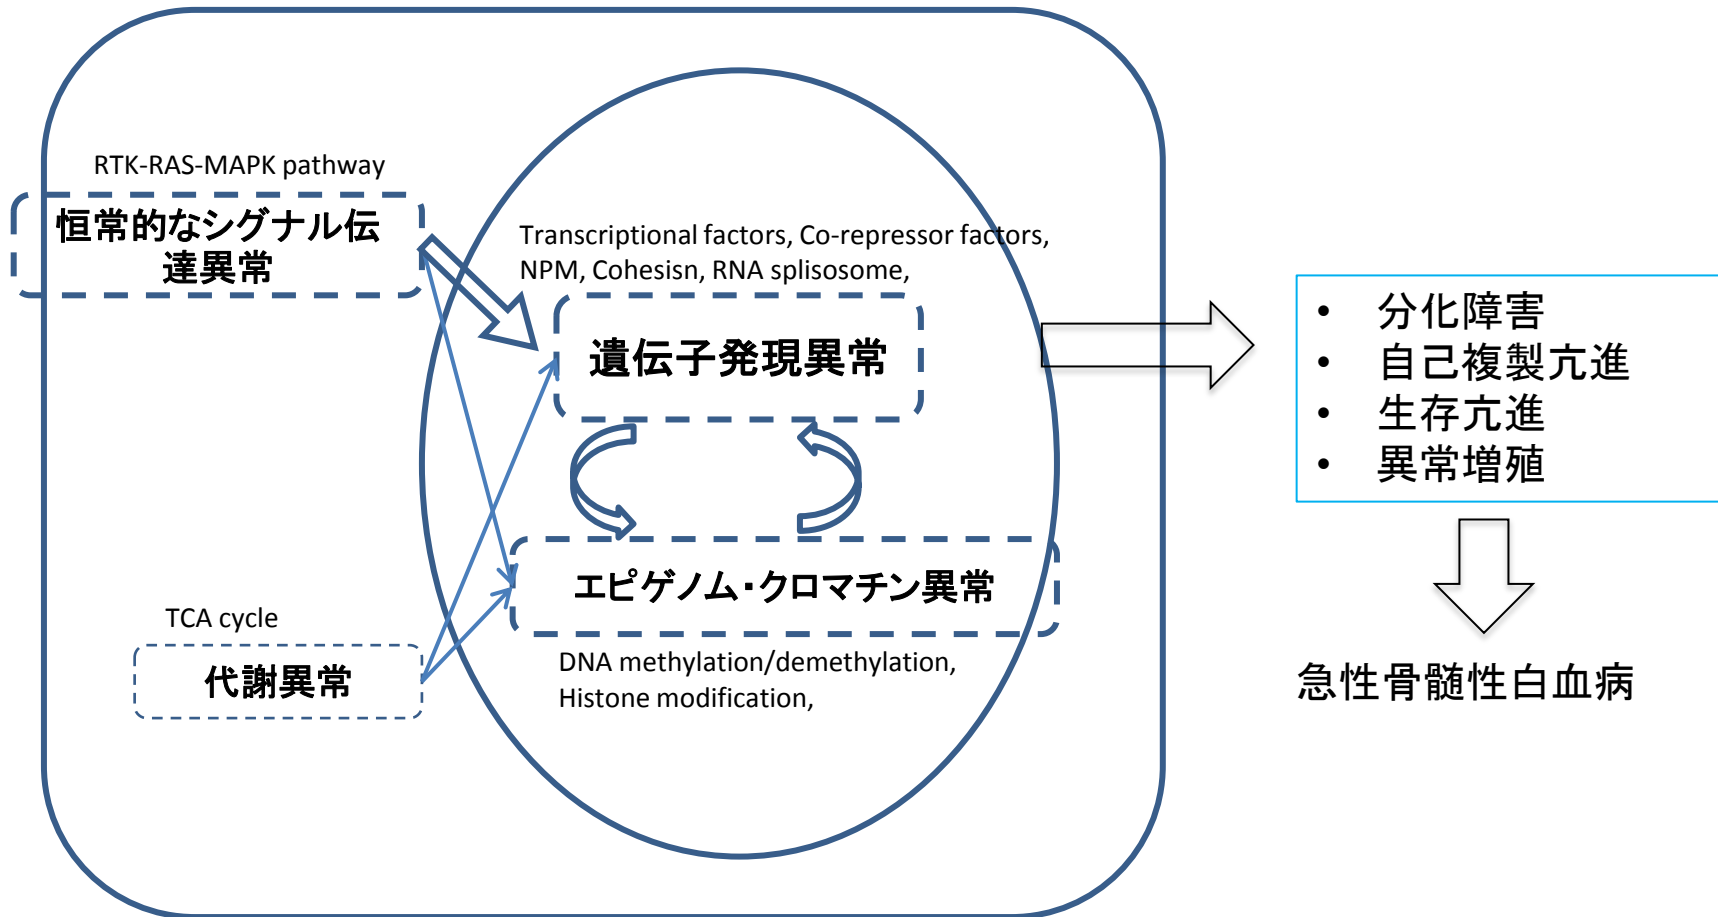 RTK-RAS-MAPK pathway
恒常的なシグナル伝
達異常
Transcriptional factors, Co-repressor factors,
NPM, Cohesisn, RNA splisosome,
遺伝子発現異常
エピゲノム・クロマチン異常
DNA methylation/demethylation,
Histone modification,
TCA cycle
代謝異常
• 分化障害
• 自己複製亢進
• 生存亢進
• 異常増殖
急性骨髄性白血病